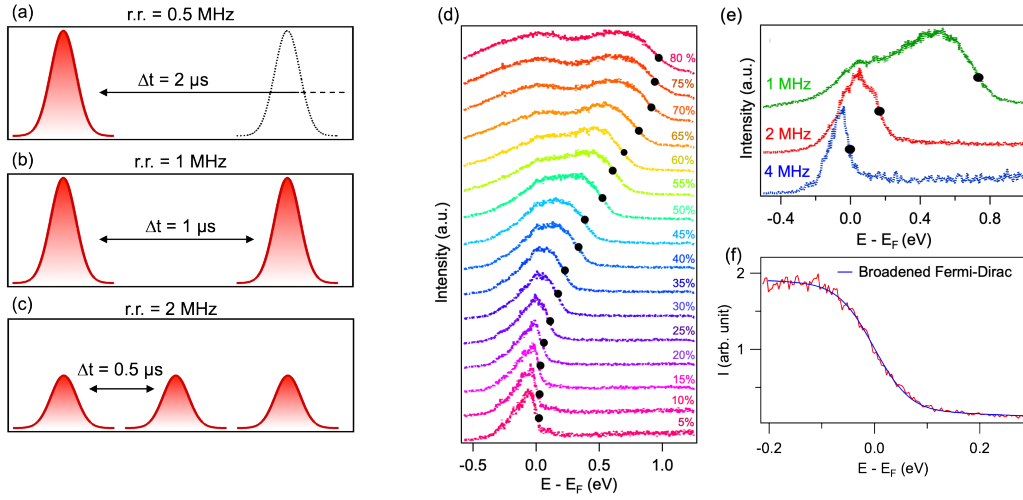 (a)
r.r. = 0.5 MHz
Δt = 2 µs
(b)
r.r. = 1 MHz
Δt = 1 µs
(c)
r.r. = 2 MHz
Δt = 0.5 µs
(d)
80 %
75%
70%
65%
60%
55%
50%
45%
40%
35%
30%
25%
20%
15%
10%
5%
Intensity (a.u.)
-0.5 0.0 0.5 1.0
E - EF (eV)
(e)
1 MHz
2 MHz
4 MHz
Intensity (a.u.)
-0.4 0.0 0.4 0.8
E - EF (eV)
(f)
Broadened Fermi-Dirac
2
1
I (arb. unit)
-0.2 0.0 0.2
E - EF (eV)